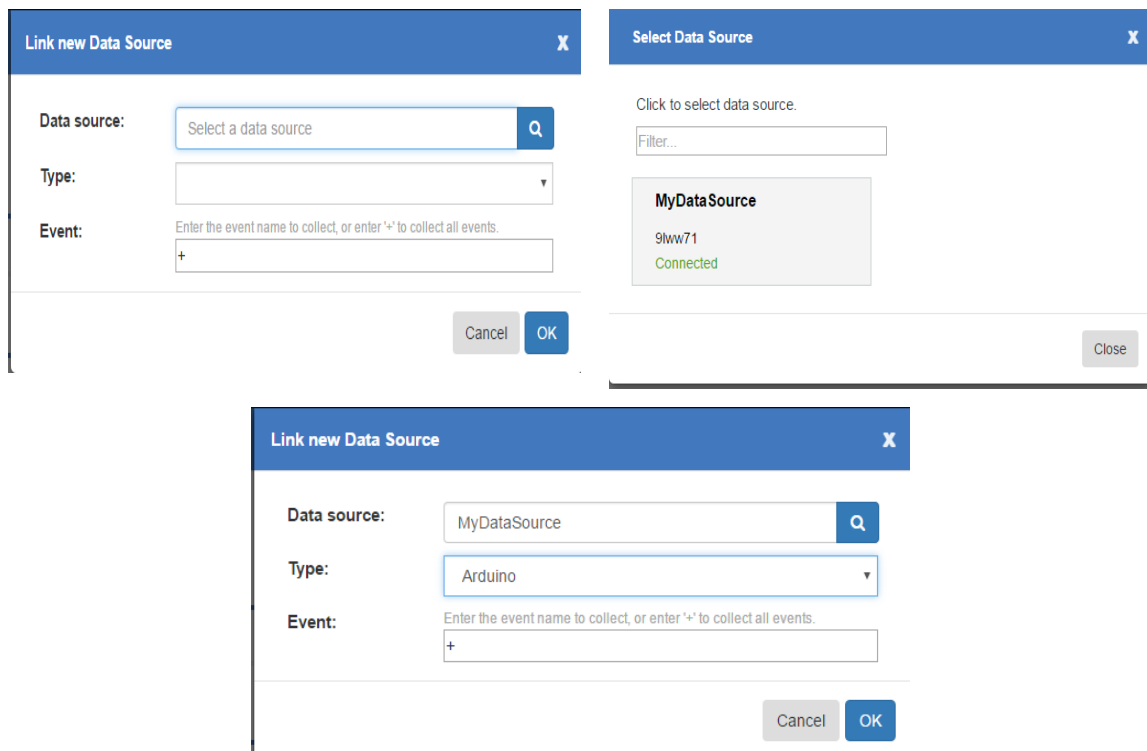 Link new Data Source X
Data source: Select a data source
Type:
Event: Enter the event name to collect, or enter '+' to collect all events.
+
Cancel OK
Select Data Source X
Click to select data source.
Filter...
MyDataSource
9lww71
Connected
Close
Link new Data Source X
Data source: MyDataSource
Type: Arduino
Event: Enter the event name to collect, or enter '+' to collect all events.
+
Cancel OK